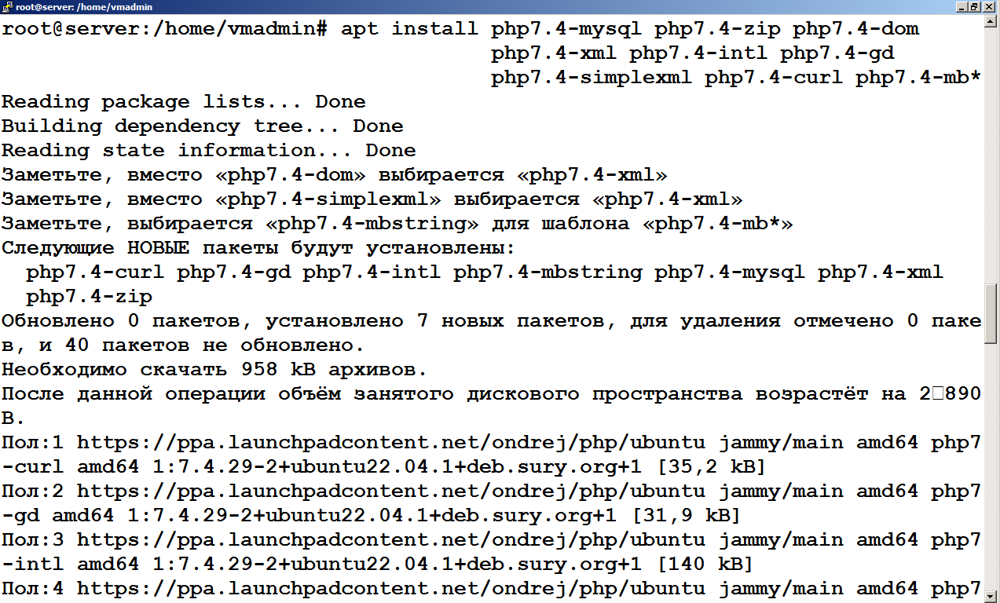 root@server: /home/vmadmin
root@server:/home/vmadmin# apt install php7.4-mysql php7.4-zip php7.4-dom
php7.4-xml php7.4-intl php7.4-gd
php7.4-simplexml php7.4-curl php7.4-mb*
Reading package lists... Done
Building dependency tree... Done
Reading state information... Done
Заметьте, вместо «php7.4-dom» выбирается «php7.4-xml»
Заметьте, вместо «php7.4-simplexml» выбирается «php7.4-xml»
Заметьте, выбирается «php7.4-mbstring» для шаблона «php7.4-mb*»
Следующие НОВЫЕ пакеты будут установлены:
php7.4-curl php7.4-gd php7.4-intl php7.4-mbstring php7.4-mysql php7.4-xml
php7.4-zip
Обновлено 0 пакетов, установлено 7 новых пакетов, для удаления отмечено 0 паке
в, и 40 пакетов не обновлено.
Необходимо скачать 958 kB архивов.
После данной операции объём занятого дискового пространства возрастёт на 2□890
B.
Пол:1 https://ppa.launchpadcontent.net/ondrej/php/ubuntu jammy/main amd64 php7
-curl amd64 1:7.4.29-2+ubuntu22.04.1+deb.sury.org+1 [35,2 kB]
Пол:2 https://ppa.launchpadcontent.net/ondrej/php/ubuntu jammy/main amd64 php7
-gd amd64 1:7.4.29-2+ubuntu22.04.1+deb.sury.org+1 [31,9 kB]
Пол:3 https://ppa.launchpadcontent.net/ondrej/php/ubuntu jammy/main amd64 php7
-intl amd64 1:7.4.29-2+ubuntu22.04.1+deb.sury.org+1 [140 kB]
Пол:4 https://ppa.launchpadcontent.net/ondrej/php/ubuntu jammy/main amd64 php7